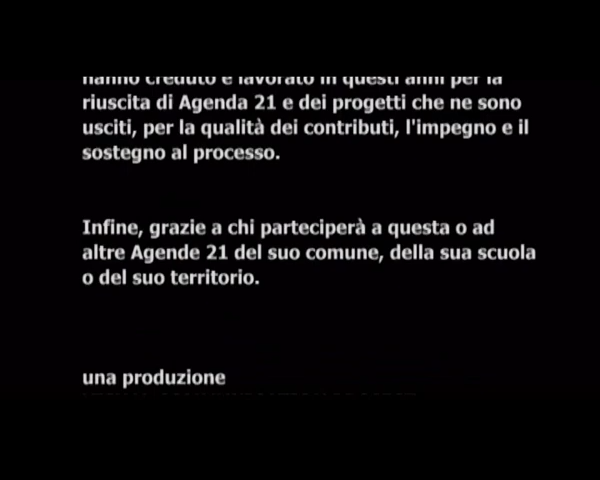 hanno creduto e lavorato in questi anni per la
riuscita di Agenda 21 e dei progetti che ne sono
usciti, per la qualità dei contributi, l'impegno e il
sostegno al processo.
Infine, grazie a chi parteciperà a questa o ad
altre Agende 21 del suo comune, della sua scuola
o del suo territorio.
una produzione